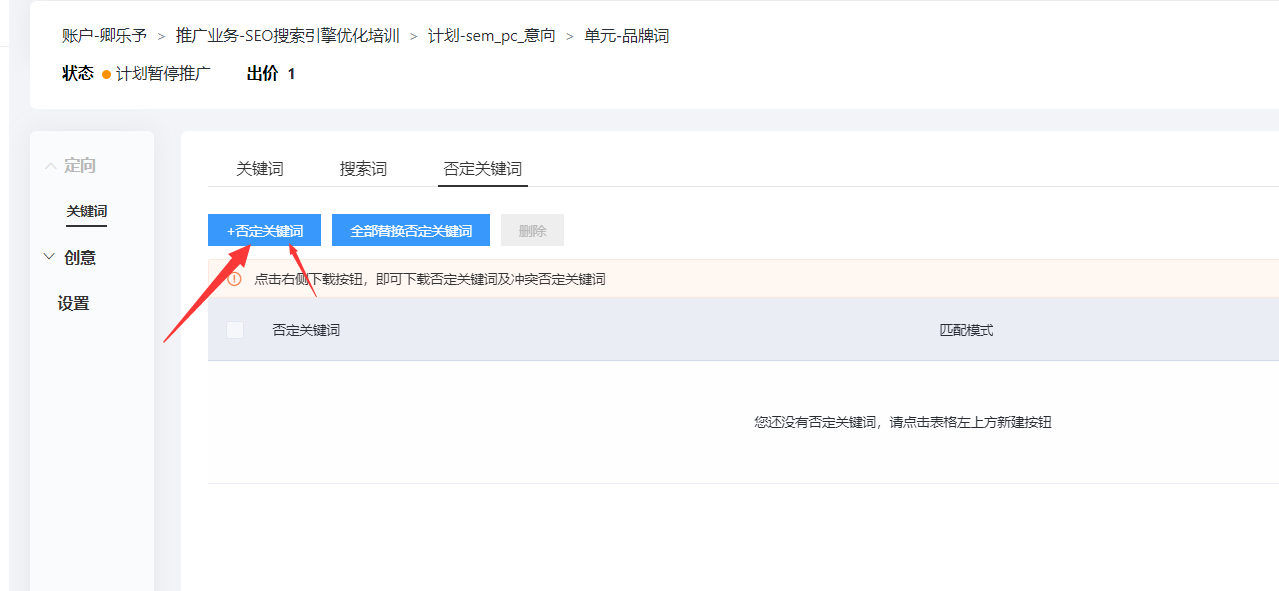 账户-卿乐予 > 推广业务-SEO搜索引擎优化培训 > 计划-sem_pc_意向 > 单元-品牌词
状态 计划暂停推广 出价 1
定向
关键词
创意
设置
关键词 搜索词 否定关键词
+否定关键词 全部替换否定关键词 删除
点击右侧下载按钮，即可下载否定关键词及冲突否定关键词
否定关键词 匹配模式
您还没有否定关键词，请点击表格左上方新建按钮